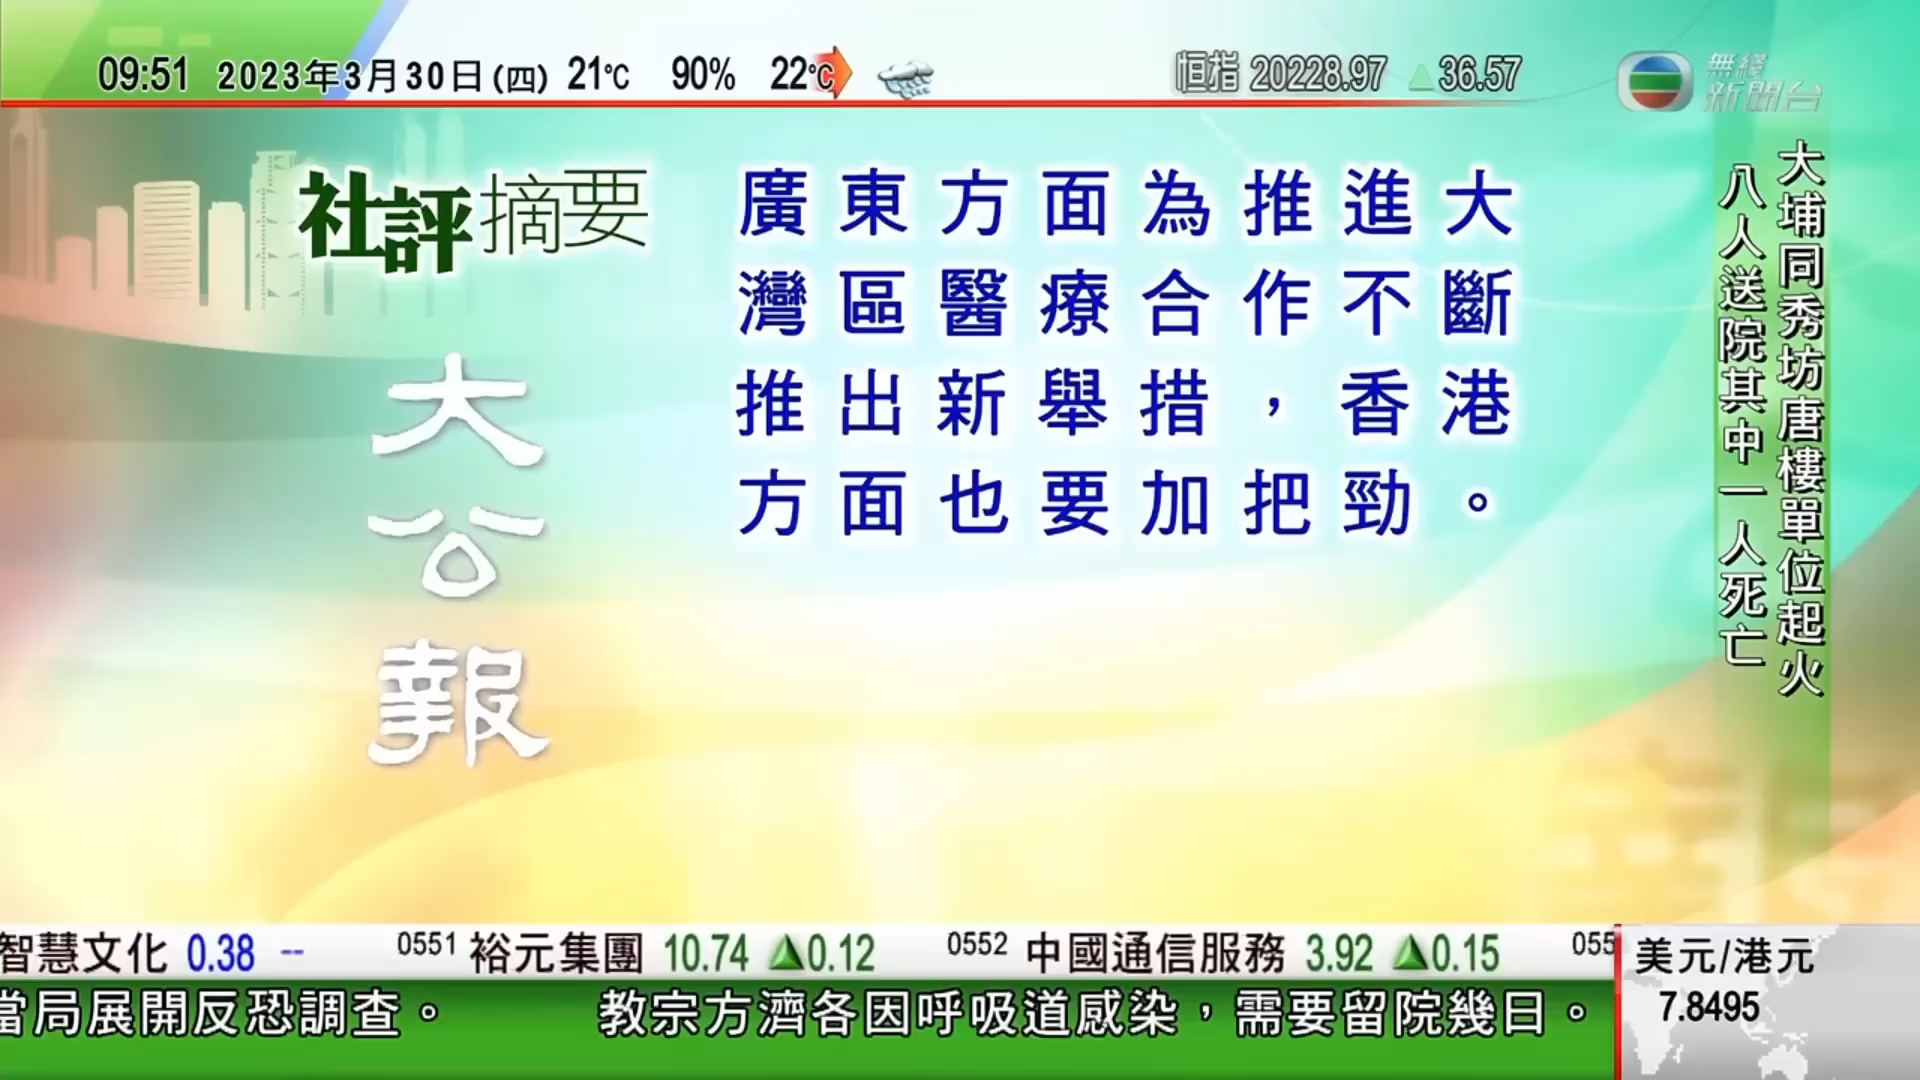 09:51 2023年3月30日(四) 21℃ 90% 22℃ 恒指 20228.97 ▲36.57
無綫
新聞台
社評摘要
大公報
廣東方面為推進大
灣區醫療合作不斷
推出新舉措，香港
方面也要加把勁。
大埔同秀坊唐樓單位起火
八人送院其中一人死亡
智慧文化 0.38 -- 0551 裕元集團 10.74 ▲0.12 0552 中國通信服務 3.92 ▲0.15 055
當局展開反恐調查。 教宗方濟各因呼吸道感染，需要留院幾日。
美元/港元
7.8495